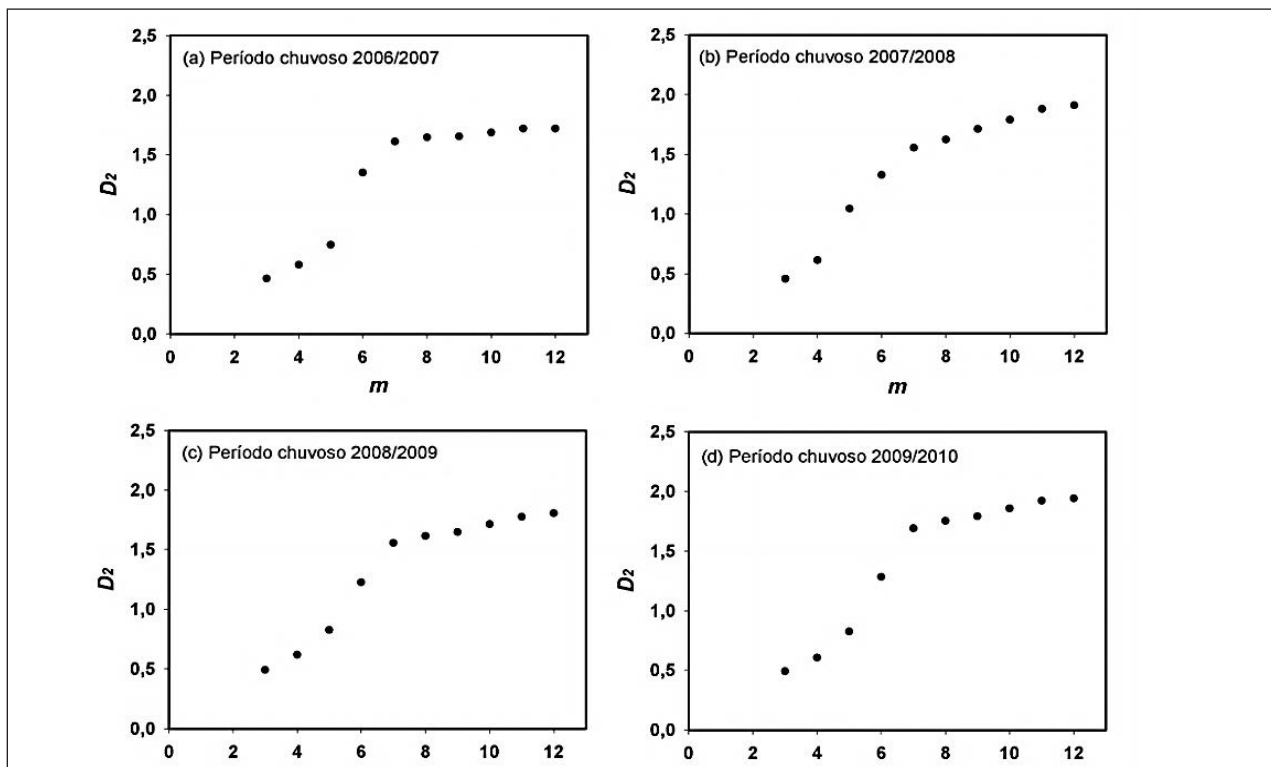 (a) Período chuvoso 2006/2007
D2
2,5
2,0
1,5
1,0
0,5
0,0
0 2 4 6 8 10 12
m
(b) Período chuvoso 2007/2008
D2
2,5
2,0
1,5
1,0
0,5
0,0
0 2 4 6 8 10 12
m
(c) Período chuvoso 2008/2009
D2
2,5
2,0
1,5
1,0
0,5
0,0
0 2 4 6 8 10 12
(d) Período chuvoso 2009/2010
D2
2,5
2,0
1,5
1,0
0,5
0,0
0 2 4 6 8 10 12